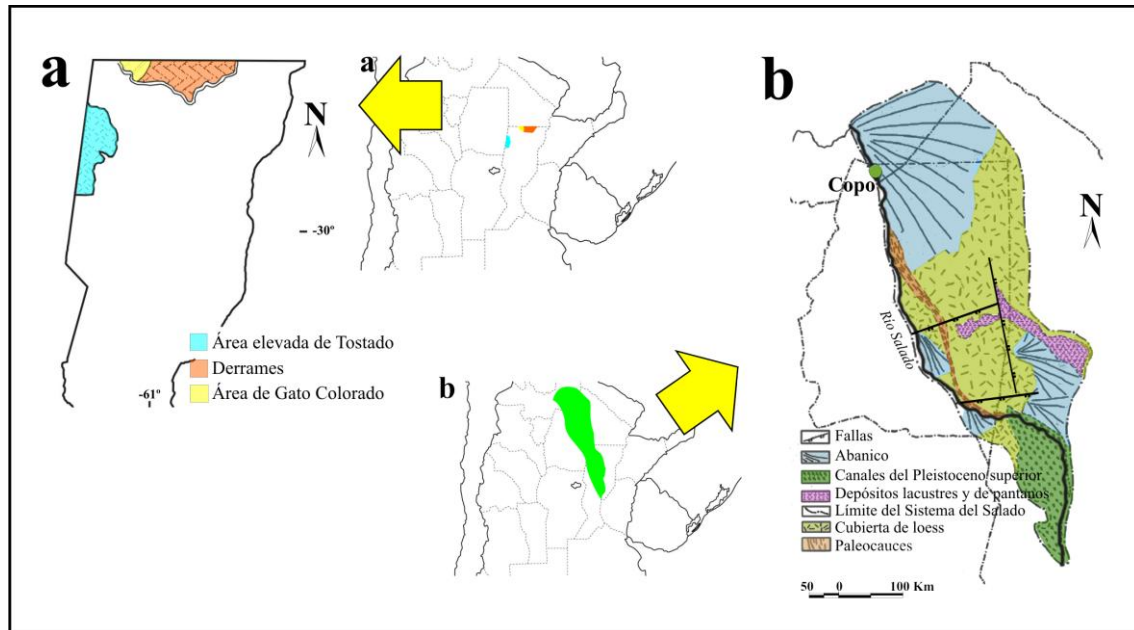 a
N
-30º
-61º
Área elevada de Tostado
Derrames
Área de Gato Colorado
a
b
b
Copo
N
Rio Salado
Fallas
Abanico
Canales del Pleistoceno superior
Depósitos lacustres y de pantanos
Límite del Sistema del Salado
Cubierta de loess
Paleocauces
50 0 100 Km